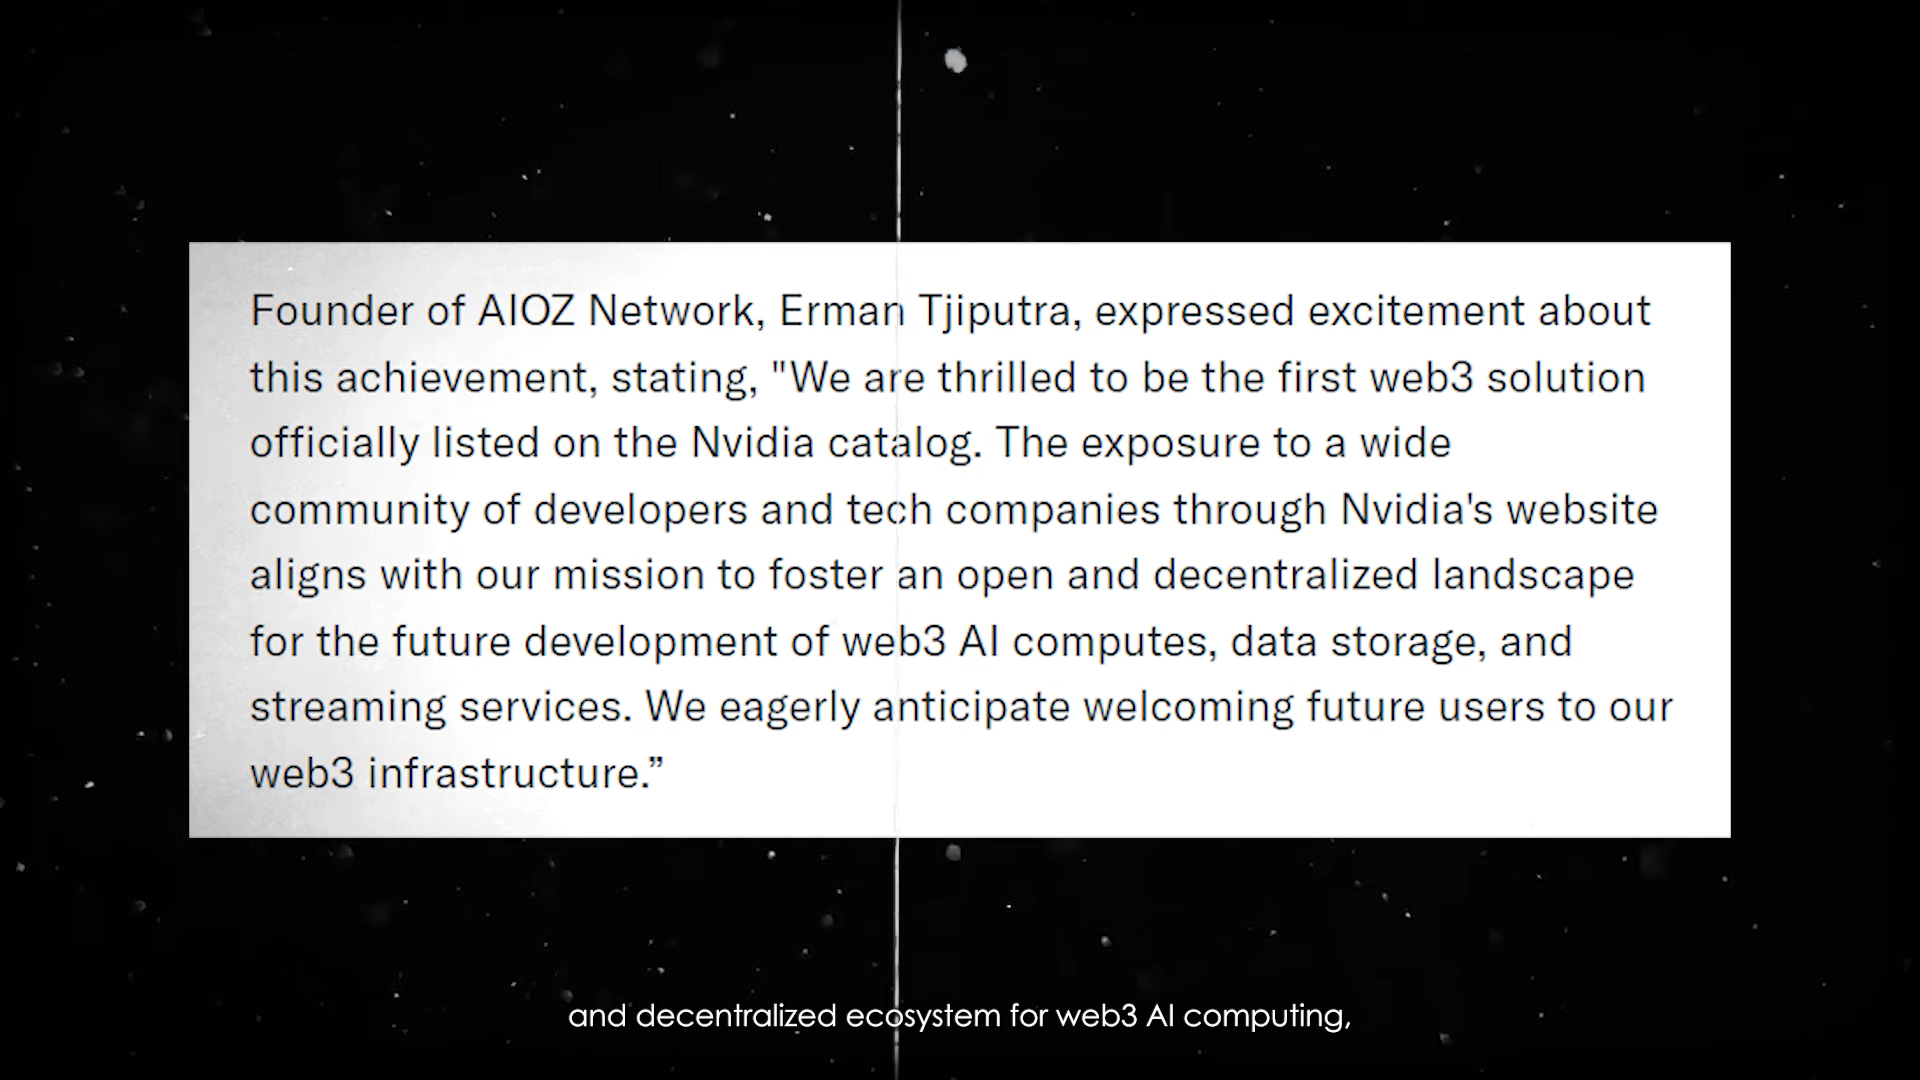 Founder of AIOZ Network, Erman Tjiputra, expressed excitement about
this achievement, stating, "We are thrilled to be the first web3 solution
officially listed on the Nvidia catalog. The exposure to a wide
community of developers and tech companies through Nvidia's website
aligns with our mission to foster an open and decentralized landscape
for the future development of web3 AI computes, data storage, and
streaming services. We eagerly anticipate welcoming future users to our
web3 infrastructure.”
and decentralized ecosystem for web3 AI computing,